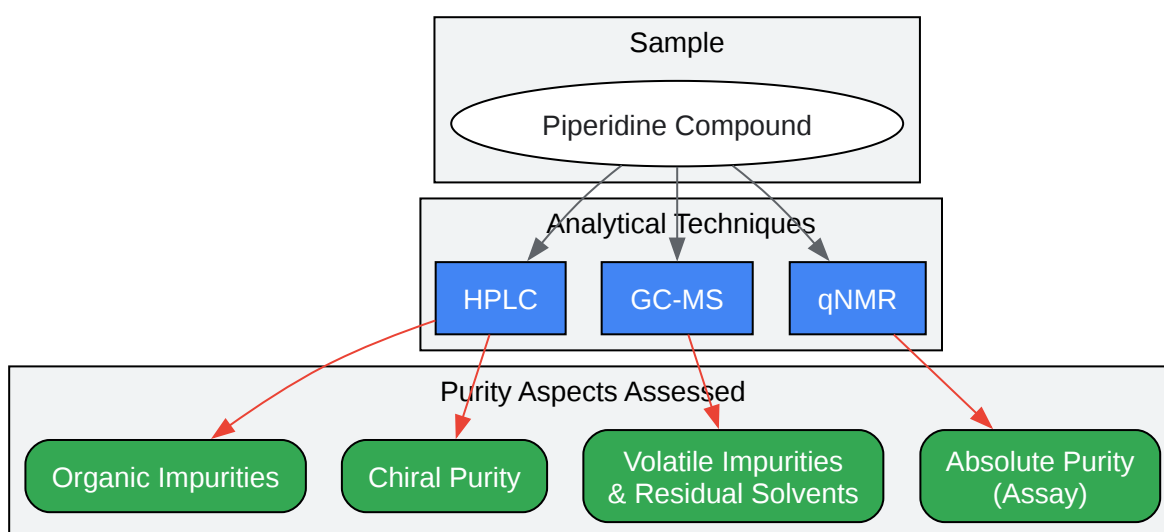 Sample
Piperidine Compound
Analytical Techniques
HPLC
GC-MS
qNMR
Purity Aspects Assessed
Organic Impurities
Chiral Purity
Volatile Impurities
& Residual Solvents
Absolute Purity
(Assay)